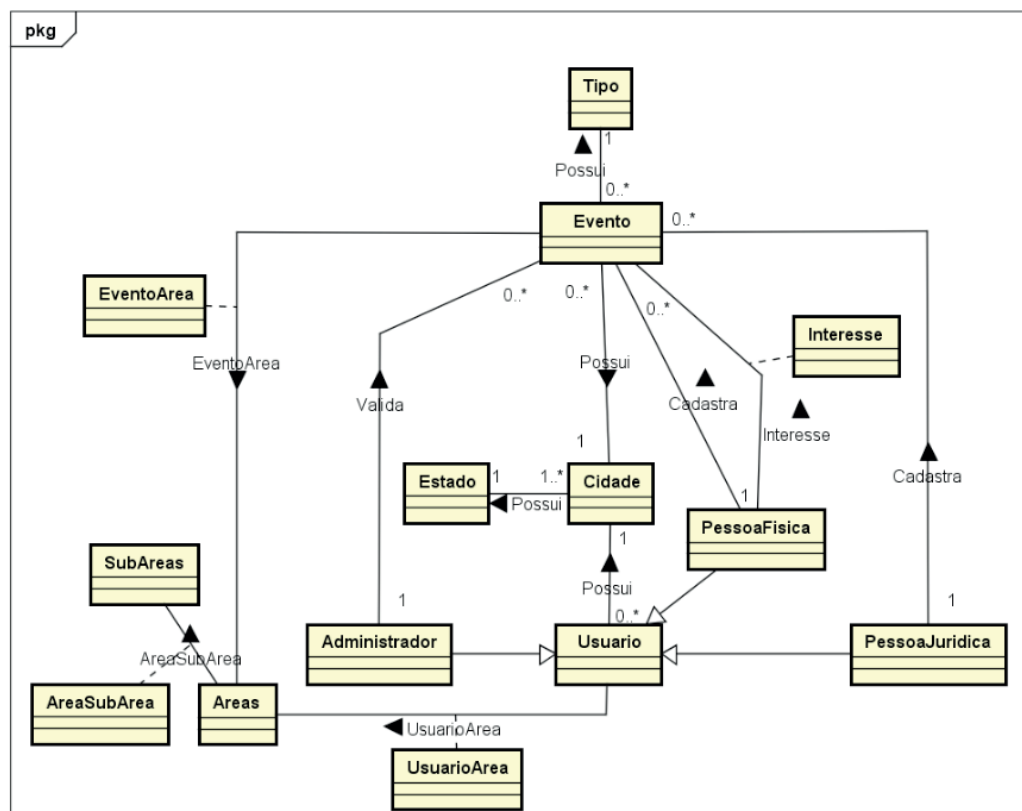 pkg
Tipo
1
Possui
0..*
Evento
0..*
EventoArea
0..*
0..*
0..*
Interesse
EventoArea
Possui
Valida
Cadastra
Interesse
1
Estado
1
1..*
Cidade
Cadastra
Possui
1
PessoaFisica
1
SubAreas
Possui
1
0..*
1
Administrador
Usuario
PessoaJuridica
AreaSubArea
AreaSubArea
Areas
UsuarioArea
UsuarioArea